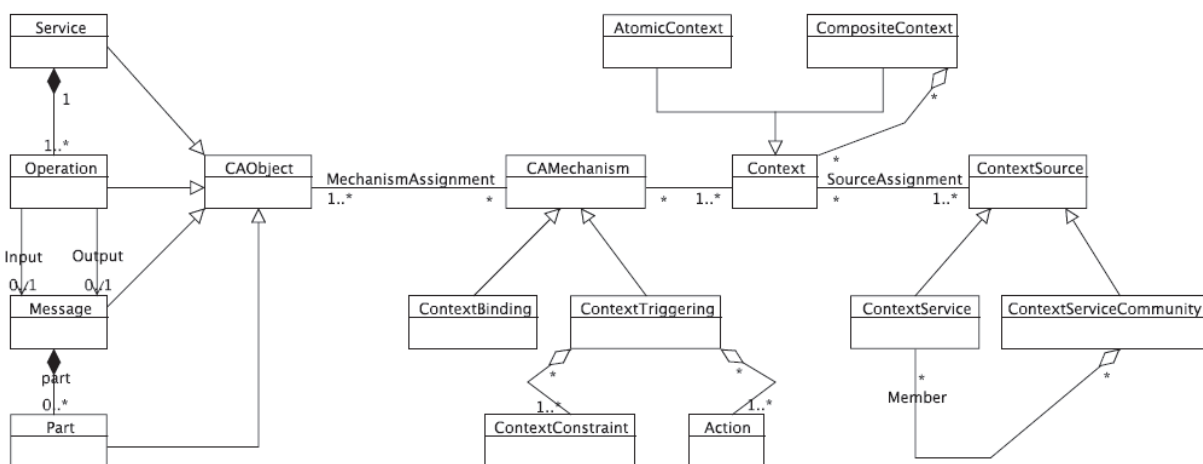 Service
AtomicContext
CompositeContext
1
*
1..*
Operation
CAObject
MechanismAssignment
1..*
*
CAMechanism
*
1..*
Context
*
SourceAssignment
*
1..*
ContextSource
Input
Output
0..1
0..1
Message
ContextBinding
ContextTriggering
ContextService
ContextServiceCommunity
part
0..*
*
*
*
Member
*
1..*
1..*
Part
ContextConstraint
Action